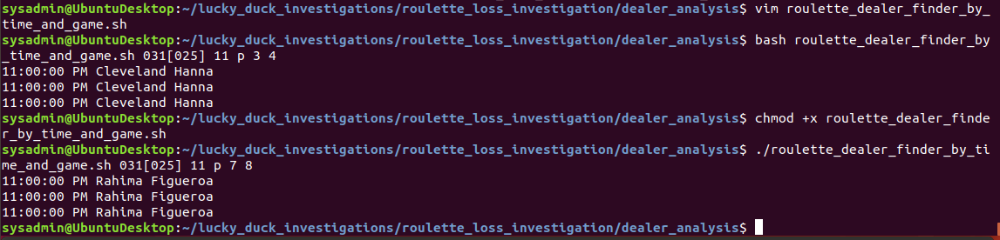 sysadmin@UbuntuDesktop:~/lucky_duck_investigations/roulette_loss_investigation/dealer_analysis$ vim roulette_dealer_finder_by_
time_and_game.sh
sysadmin@UbuntuDesktop:~/lucky_duck_investigations/roulette_loss_investigation/dealer_analysis$ bash roulette_dealer_finder_by
_time_and_game.sh 031[025] 11 p 3 4
11:00:00 PM Cleveland Hanna
11:00:00 PM Cleveland Hanna
11:00:00 PM Cleveland Hanna
sysadmin@UbuntuDesktop:~/lucky_duck_investigations/roulette_loss_investigation/dealer_analysis$ chmod +x roulette_dealer_finde
r_by_time_and_game.sh
sysadmin@UbuntuDesktop:~/lucky_duck_investigations/roulette_loss_investigation/dealer_analysis$ ./roulette_dealer_finder_by_ti
me_and_game.sh 031[025] 11 p 7 8
11:00:00 PM Rahima Figueroa
11:00:00 PM Rahima Figueroa
11:00:00 PM Rahima Figueroa
sysadmin@UbuntuDesktop:~/lucky_duck_investigations/roulette_loss_investigation/dealer_analysis$